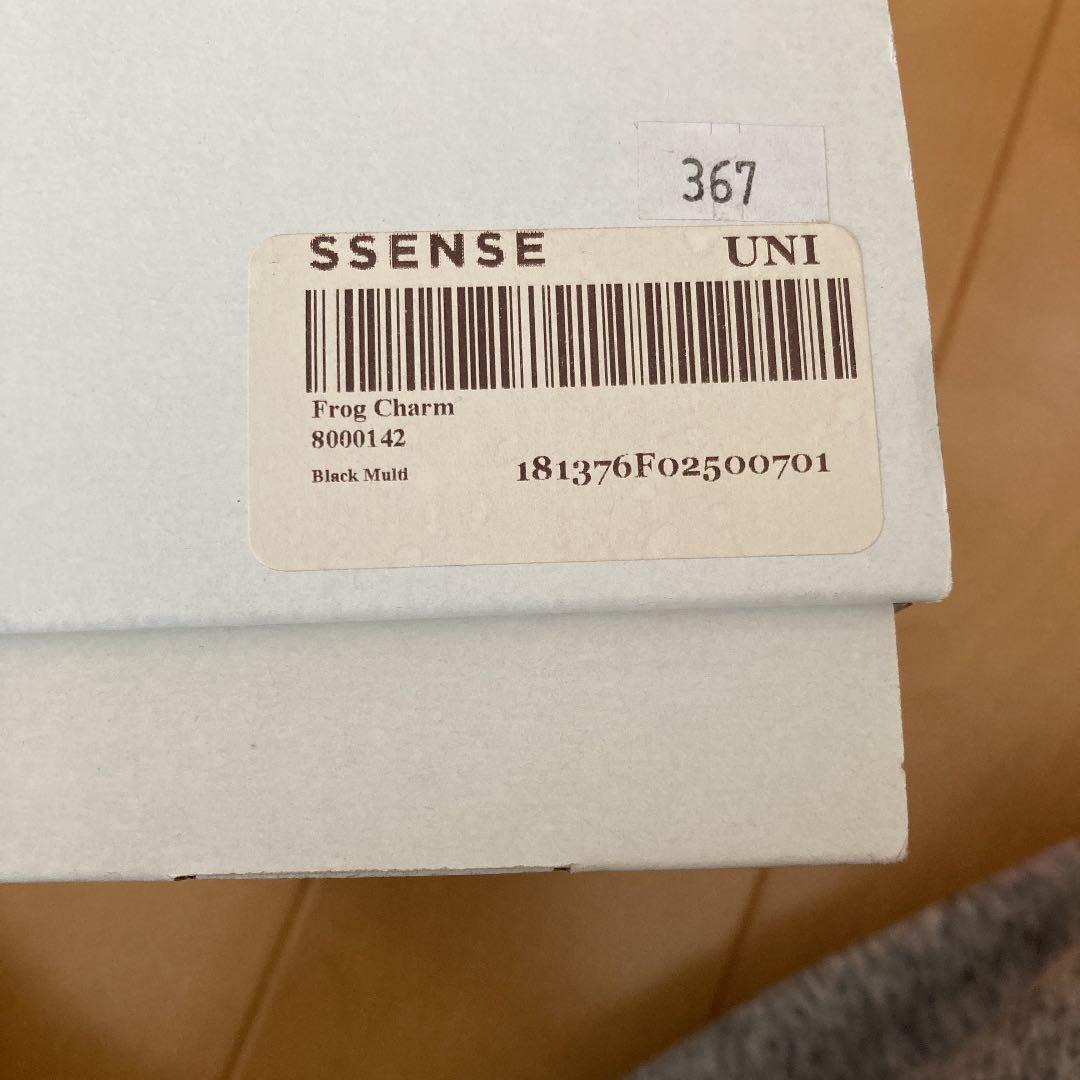 367
SSENSE UNI
Frog Charm
8000142
Black Multi 181376F02500701